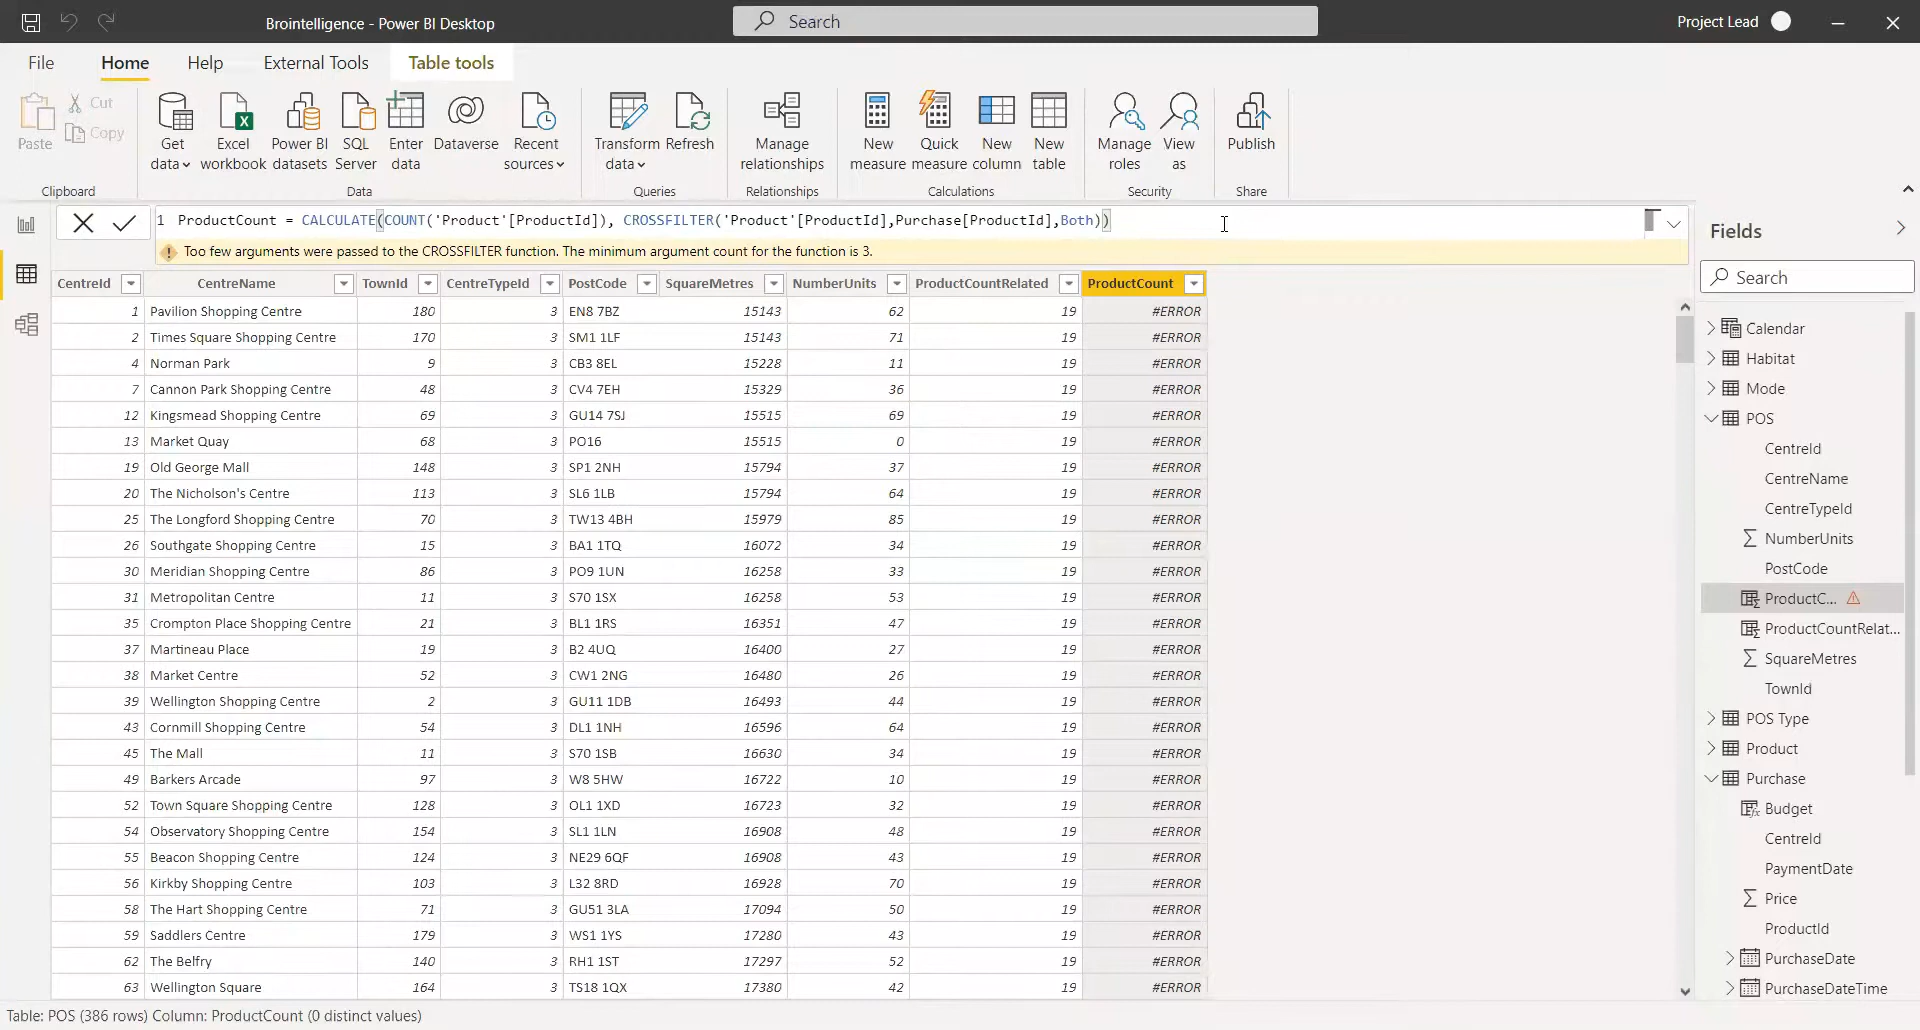 Brointelligence - Power BI Desktop
Search
Project Lead
File Home Help External Tools Table tools
Paste
Cut
Copy
Get data
Excel workbook
Power BI datasets
SQL Server
Enter data
Dataverse
Recent sources
Transform data
Refresh
Manage relationships
New measure
Quick measure
New column
New table
Manage roles
View as
Publish
Clipboard Data Queries Relationships Calculations Security Share
1 ProductCount = CALCULATE(COUNT('Product'[ProductId]), CROSSFILTER('Product'[ProductId],Purchase[ProductId],Both))
Too few arguments were passed to the CROSSFILTER function. The minimum argument count for the function is 3.
CentreId CentreName TownId CentreTypeId PostCode SquareMetres NumberUnits ProductCountRelated ProductCount
1 Pavilion Shopping Centre 180 3 EN8 7BZ 15143 62 19 #ERROR
2 Times Square Shopping Centre 170 3 SM1 1LF 15143 71 19 #ERROR
4 Norman Park 9 3 CB3 8EL 15228 11 19 #ERROR
7 Cannon Park Shopping Centre 48 3 CV4 7EH 15329 36 19 #ERROR
12 Kingsmead Shopping Centre 69 3 GU14 7SJ 15515 69 19 #ERROR
13 Market Quay 68 3 PO16 15515 0 19 #ERROR
19 Old George Mall 148 3 SP1 2NH 15794 37 19 #ERROR
20 The Nicholson's Centre 113 3 SL6 1LB 15794 64 19 #ERROR
25 The Longford Shopping Centre 70 3 TW13 4BH 15979 85 19 #ERROR
26 Southgate Shopping Centre 15 3 BA1 1TQ 16072 34 19 #ERROR
30 Meridian Shopping Centre 86 3 PO9 1UN 16258 33 19 #ERROR
31 Metropolitan Centre 11 3 S70 1SX 16258 53 19 #ERROR
35 Crompton Place Shopping Centre 21 3 BL1 1RS 16351 47 19 #ERROR
37 Martineau Place 19 3 B2 4UQ 16400 27 19 #ERROR
38 Market Centre 52 3 CW1 2NG 16480 26 19 #ERROR
39 Wellington Shopping Centre 2 3 GU11 1DB 16493 44 19 #ERROR
43 Cornmill Shopping Centre 54 3 DL1 1NH 16596 64 19 #ERROR
45 The Mall 11 3 S70 1SB 16630 34 19 #ERROR
49 Barkers Arcade 97 3 W8 5HW 16722 10 19 #ERROR
52 Town Square Shopping Centre 128 3 OL1 1XD 16723 32 19 #ERROR
54 Observatory Shopping Centre 154 3 SL1 1LN 16908 48 19 #ERROR
55 Beacon Shopping Centre 124 3 NE29 6QF 16908 43 19 #ERROR
56 Kirkby Shopping Centre 103 3 L32 8RD 16928 70 19 #ERROR
58 The Hart Shopping Centre 71 3 GU51 3LA 17094 50 19 #ERROR
59 Saddlers Centre 179 3 WS1 1YS 17280 43 19 #ERROR
62 The Belfry 140 3 RH1 1ST 17297 52 19 #ERROR
63 Wellington Square 164 3 TS18 1QX 17380 42 19 #ERROR
Fields
Search
Calendar
Habitat
Mode
POS
CentreId
CentreName
CentreTypeId
NumberUnits
PostCode
ProductC...
ProductCountRelat...
SquareMetres
TownId
POS Type
Product
Purchase
Budget
CentreId
PaymentDate
Price
ProductId
PurchaseDate
PurchaseDateTime
Table: POS (386 rows) Column: ProductCount (0 distinct values)